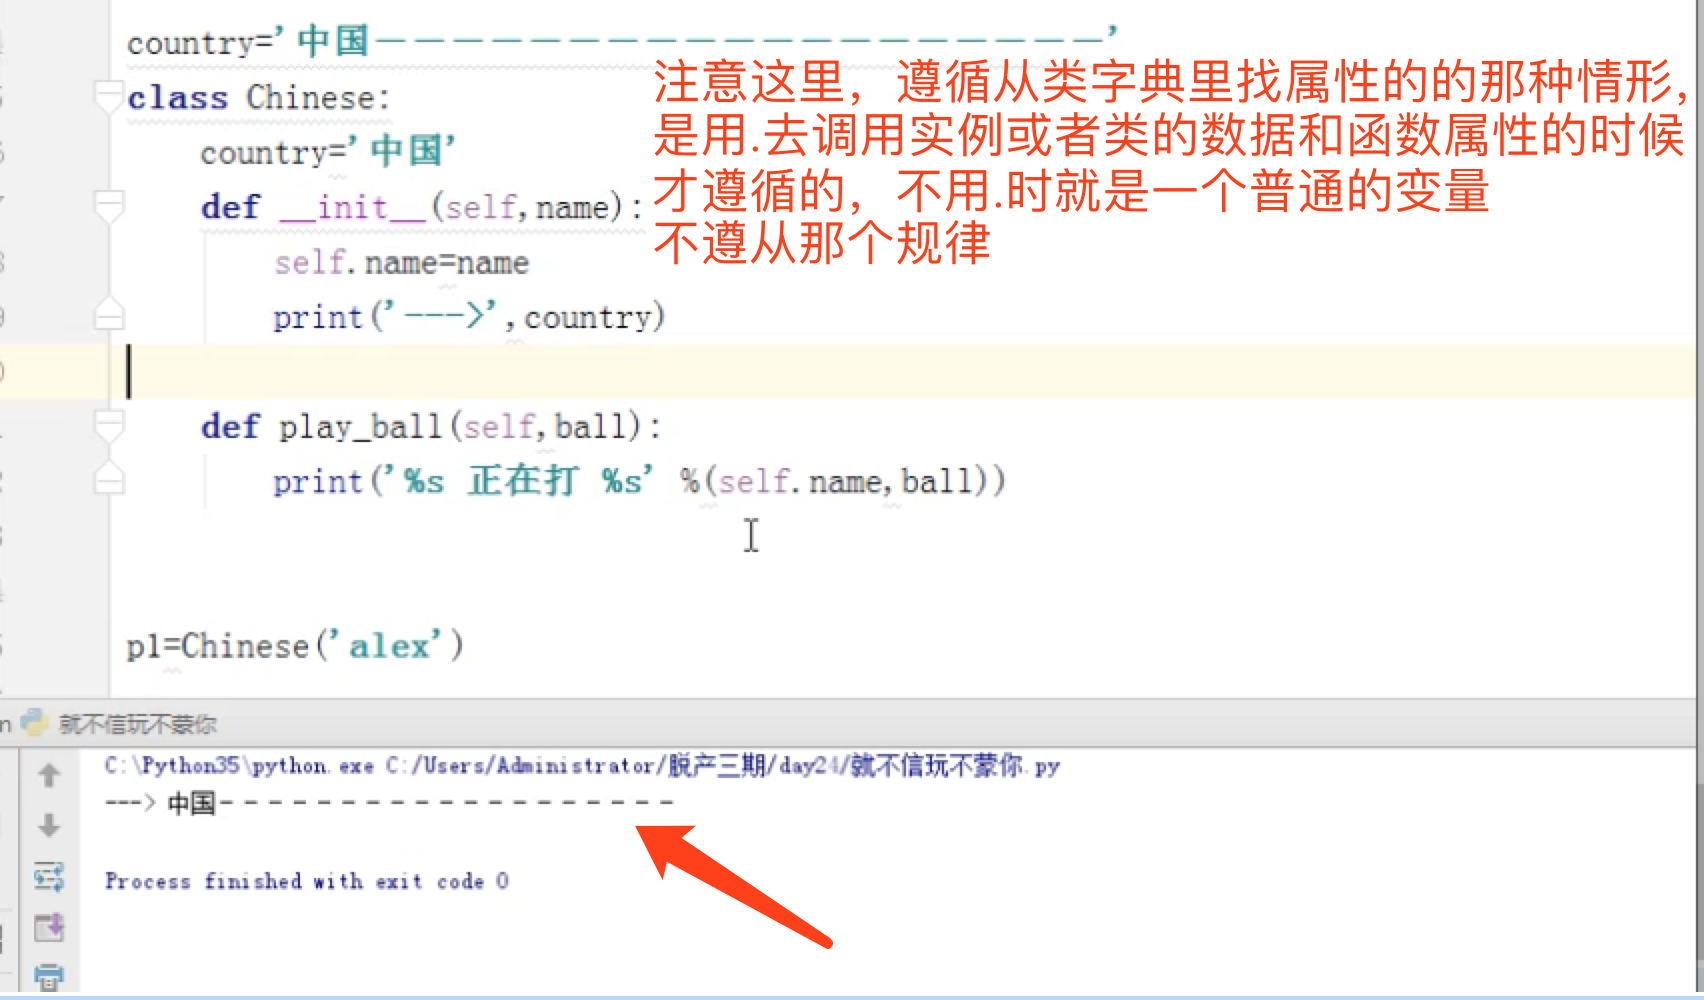 country='中国———————————————————'
class Chinese:
country='中国'
def __init__(self,name):
self.name=name
print('--->',country)
注意这里，遵循从类字典里找属性的的那种情形，
是用.去调用实例或者类的数据和函数属性的时候
才遵循的，不用.时就是一个普通的变量
不遵从那个规律
def play_ball(self,ball):
print('%s 正在打 %s' %(self.name,ball))
p1=Chinese('alex')
n 就不信玩不蒙你
C:\Python35\python.exe C:/Users/Administrator/脱产三期/day24/就不信玩不蒙你.py
---> 中国- - - - - - - - - - - - - - - - - - -
Process finished with exit code 0